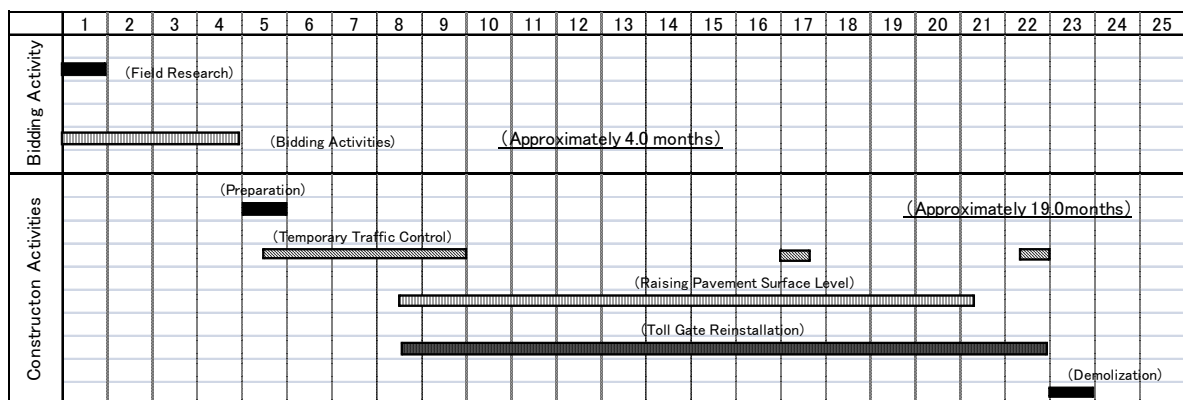 1 2 3 4 5 6 7 8 9 10 11 12 13 14 15 16 17 18 19 20 21 22 23 24 25
Bidding Activity
(Field Research)
(Bidding Activities)
(Approximately 4.0 months)
Constructon Activities
(Preparation)
(Approximately 19.0months)
(Temporary Traffic Control)
(Raising Pavement Surface Level)
(Toll Gate Reinstallation)
(Demolization)